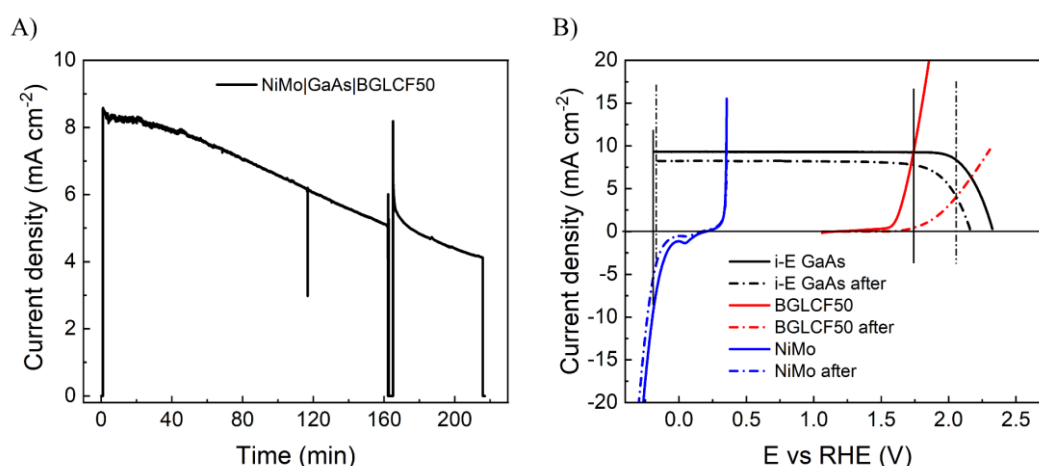 A)
NiMo|GaAs|BGLCF50
Current density (mA cm-2)
10
8
6
4
2
0
0 40 80 120 160 200
Time (min)
B)
Current density (mA cm-2)
20
15
10
5
0
-5
-10
-15
-20
i-E GaAs
i-E GaAs after
BGLCF50
BGLCF50 after
NiMo
NiMo after
0.0 0.5 1.0 1.5 2.0 2.5
E vs RHE (V)